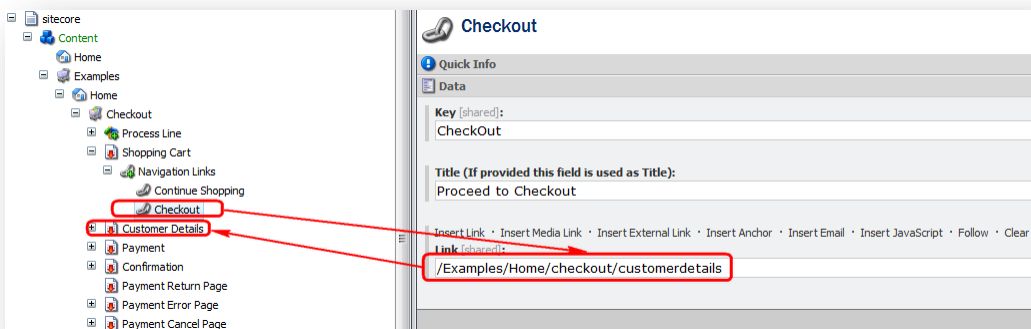 sitecore
Content
Home
Examples
Home
Checkout
Process Line
Shopping Cart
Navigation Links
Continue Shopping
Checkout
Customer Details
Payment
Confirmation
Payment Return Page
Payment Error Page
Payment Cancel Page
Checkout
Quick Info
Data
Key [shared]:
CheckOut
Title (If provided this field is used as Title):
Proceed to Checkout
Insert Link · Insert Media Link · Insert External Link · Insert Anchor · Insert Email · Insert JavaScript · Follow · Clear
Link [shared]:
/Examples/Home/checkout/customerdetails